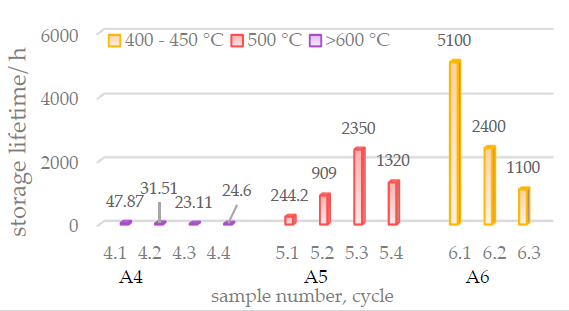 storage lifetime/ h
6000
4000
2000
0
400 - 450 °C 500 °C >600 °C
47.87 31.51 23.11 24.6 244.2 909 2350 1320 5100 2400 1100
4.1 4.2 4.3 4.4 5.1 5.2 5.3 5.4 6.1 6.2 6.3
A4 A5 A6
sample number, cycle